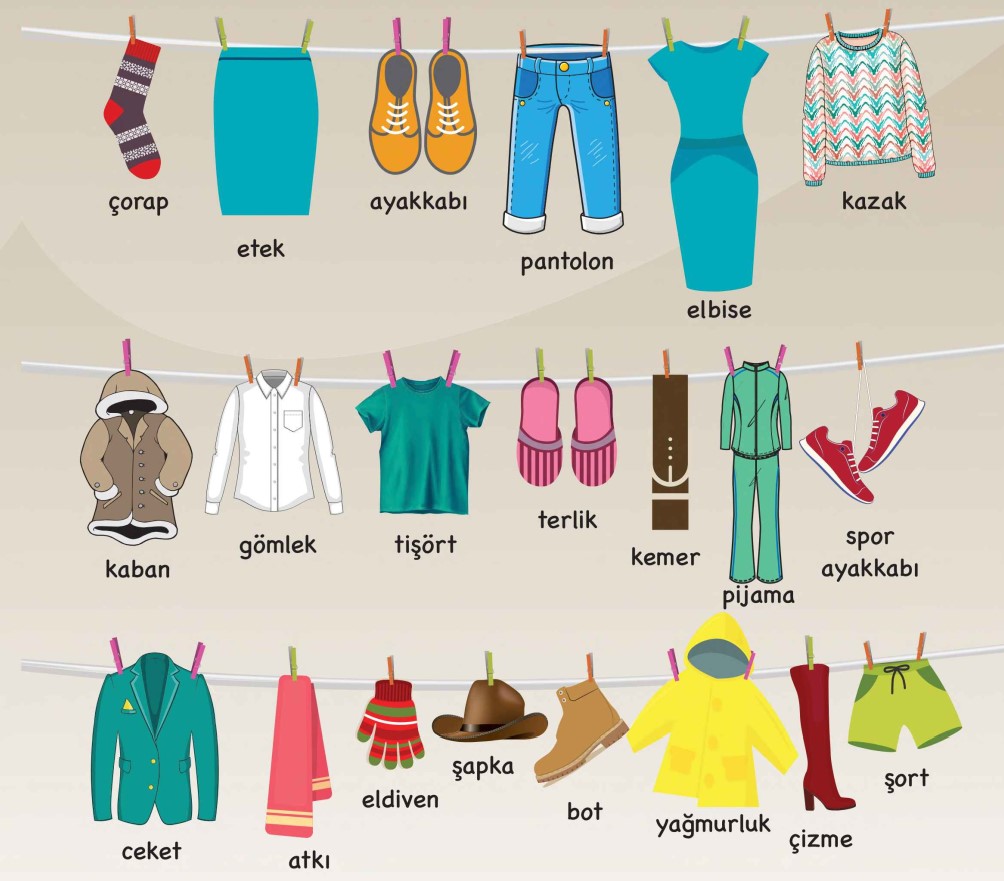 çorap
etek
ayakkabı
pantolon
elbise
kazak
kaban
gömlek
tişört
terlik
kemer
pijama
spor
ayakkabı
ceket
atkı
eldiven
şapka
bot
yağmurluk
çizme
şort